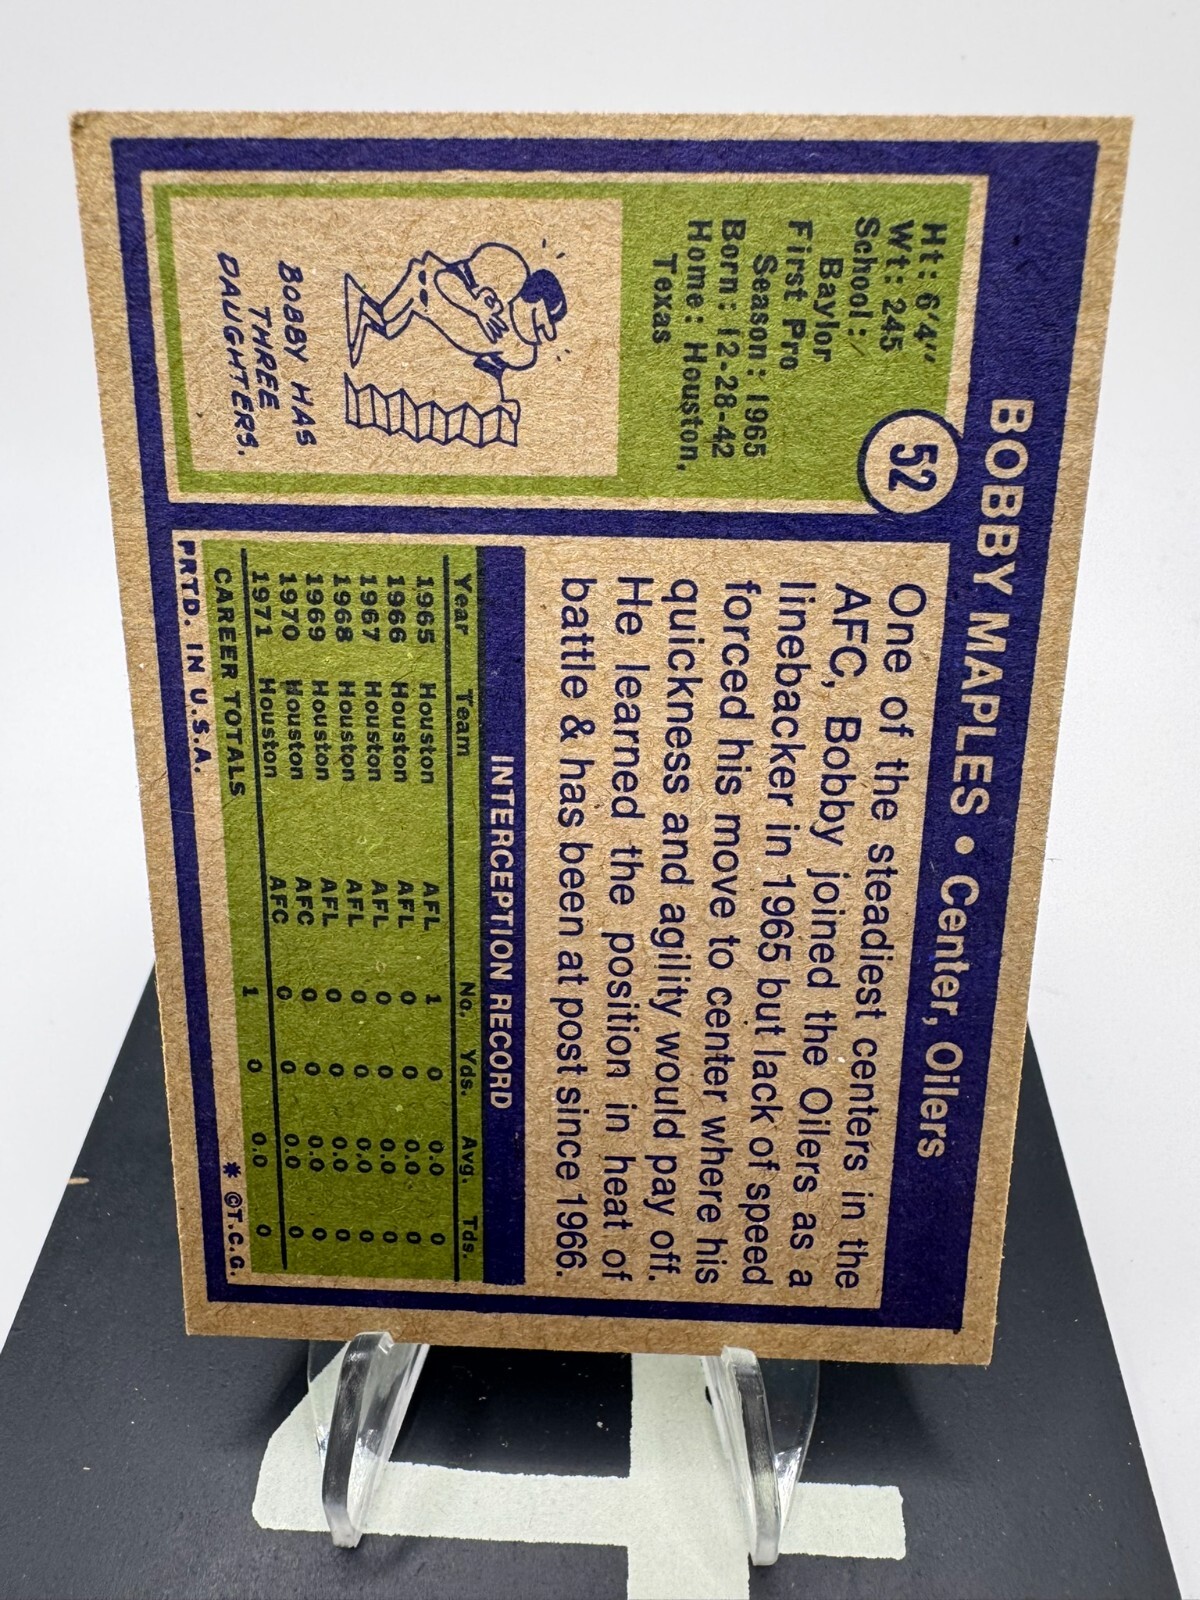 BOBBY MAPLES • Center, Oilers
52
Ht: 6'4"
Wt: 245
School:
Baylor
First Pro
Season: 1965
Born: 12-28-42
Home: Houston,
Texas
BOBBY HAS
THREE
DAUGHTERS.
One of the steadiest centers in the
AFC, Bobby joined the Oilers as a
linebacker in 1965 but lack of speed
forced his move to center where his
quickness and agility would pay off.
He learned the position in heat of
battle & has been at post since 1966.
INTERCEPTION RECORD
Year Team No. Yds. Avg. Tds.
1965 Houston AFL 1 0 0.0 0
1966 Houston AFL 0 0 0.0 0
1967 Houston AFL 0 0 0.0 0
1968 Houston AFL 0 0 0.0 0
1969 Houston AFL 0 0 0.0 0
1970 Houston AFC 0 0 0.0 0
1971 Houston AFC 0 0 0.0 0
CAREER TOTALS 1 0 0.0 0
PRTD. IN U.S.A. * ©T.C.G.